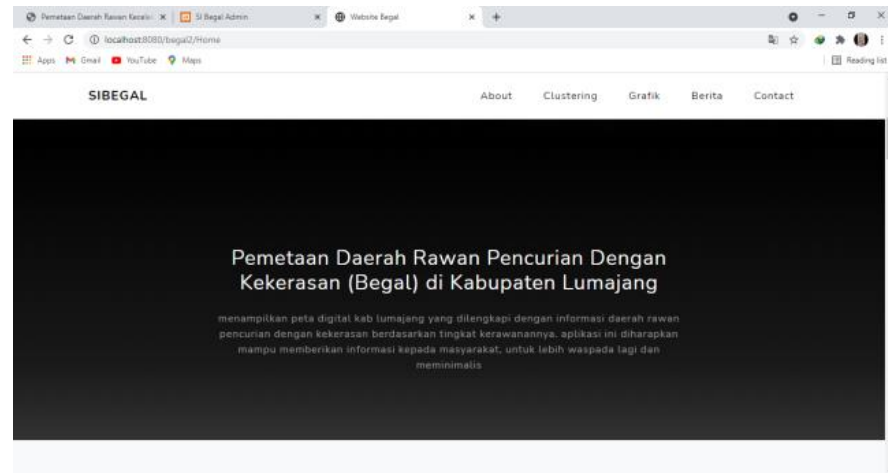 Pemetaan Daerah Rawan Kecela
SI Begal Admin
Website Begal
localhost:8080/begal2/Home
Apps Gmail YouTube Maps Reading list
SIBEGAL About Clustering Grafik Berita Contact
Pemetaan Daerah Rawan Pencurian Dengan
Kekerasan (Begal) di Kabupaten Lumajang
menampilkan peta digital kab lumajang yang dilengkapi dengan informasi daerah rawan
pencurian dengan kekerasan berdasarkan tingkat kerawanannya. aplikasi ini diharapkan
mampu memberikan informasi kepada masyarakat, untuk lebih waspada lagi dan
meminimalis